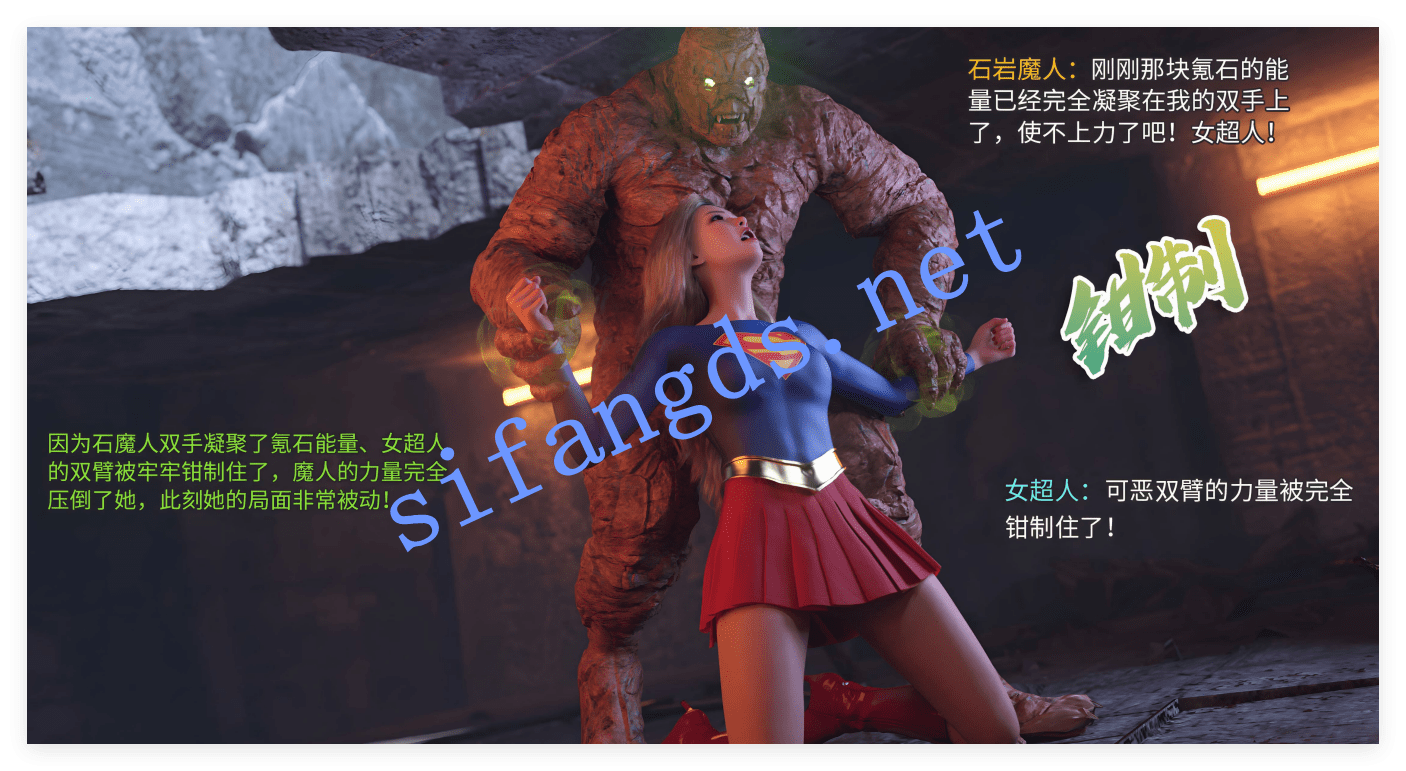 石岩魔人：刚刚那块氪石的能
量已经完全凝聚在我的双手上
了，使不上力了吧！女超人！
钳制
因为石魔人双手凝聚了氪石能量、女超人
的双臂被牢牢钳制住了，魔人的力量完全
压倒了她，此刻她的局面非常被动！
女超人：可恶双臂的力量被完全
钳制住了！
sifangds.net